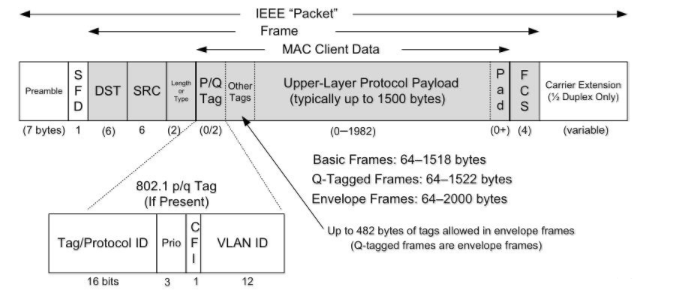 IEEE “Packet”
Frame
MAC Client Data
Preamble
S
F
D
DST
SRC
Length
or
Type
P/Q
Tag
Other
Tags
Upper-Layer Protocol Payload
(typically up to 1500 bytes)
P
a
d
F
C
S
Carrier Extension
(½ Duplex Only)
(7 bytes) 1 (6) 6 (2) (0/2) (0—1982) (0+) (4) (variable)
Basic Frames: 64–1518 bytes
Q-Tagged Frames: 64–1522 bytes
Envelope Frames: 64–2000 bytes
802.1 p/q Tag
(If Present)
Up to 482 bytes of tags allowed in envelope frames
(Q-tagged frames are envelope frames)
Tag/Protocol ID
Prio
C
F
I
VLAN ID
16 bits 3 1 12